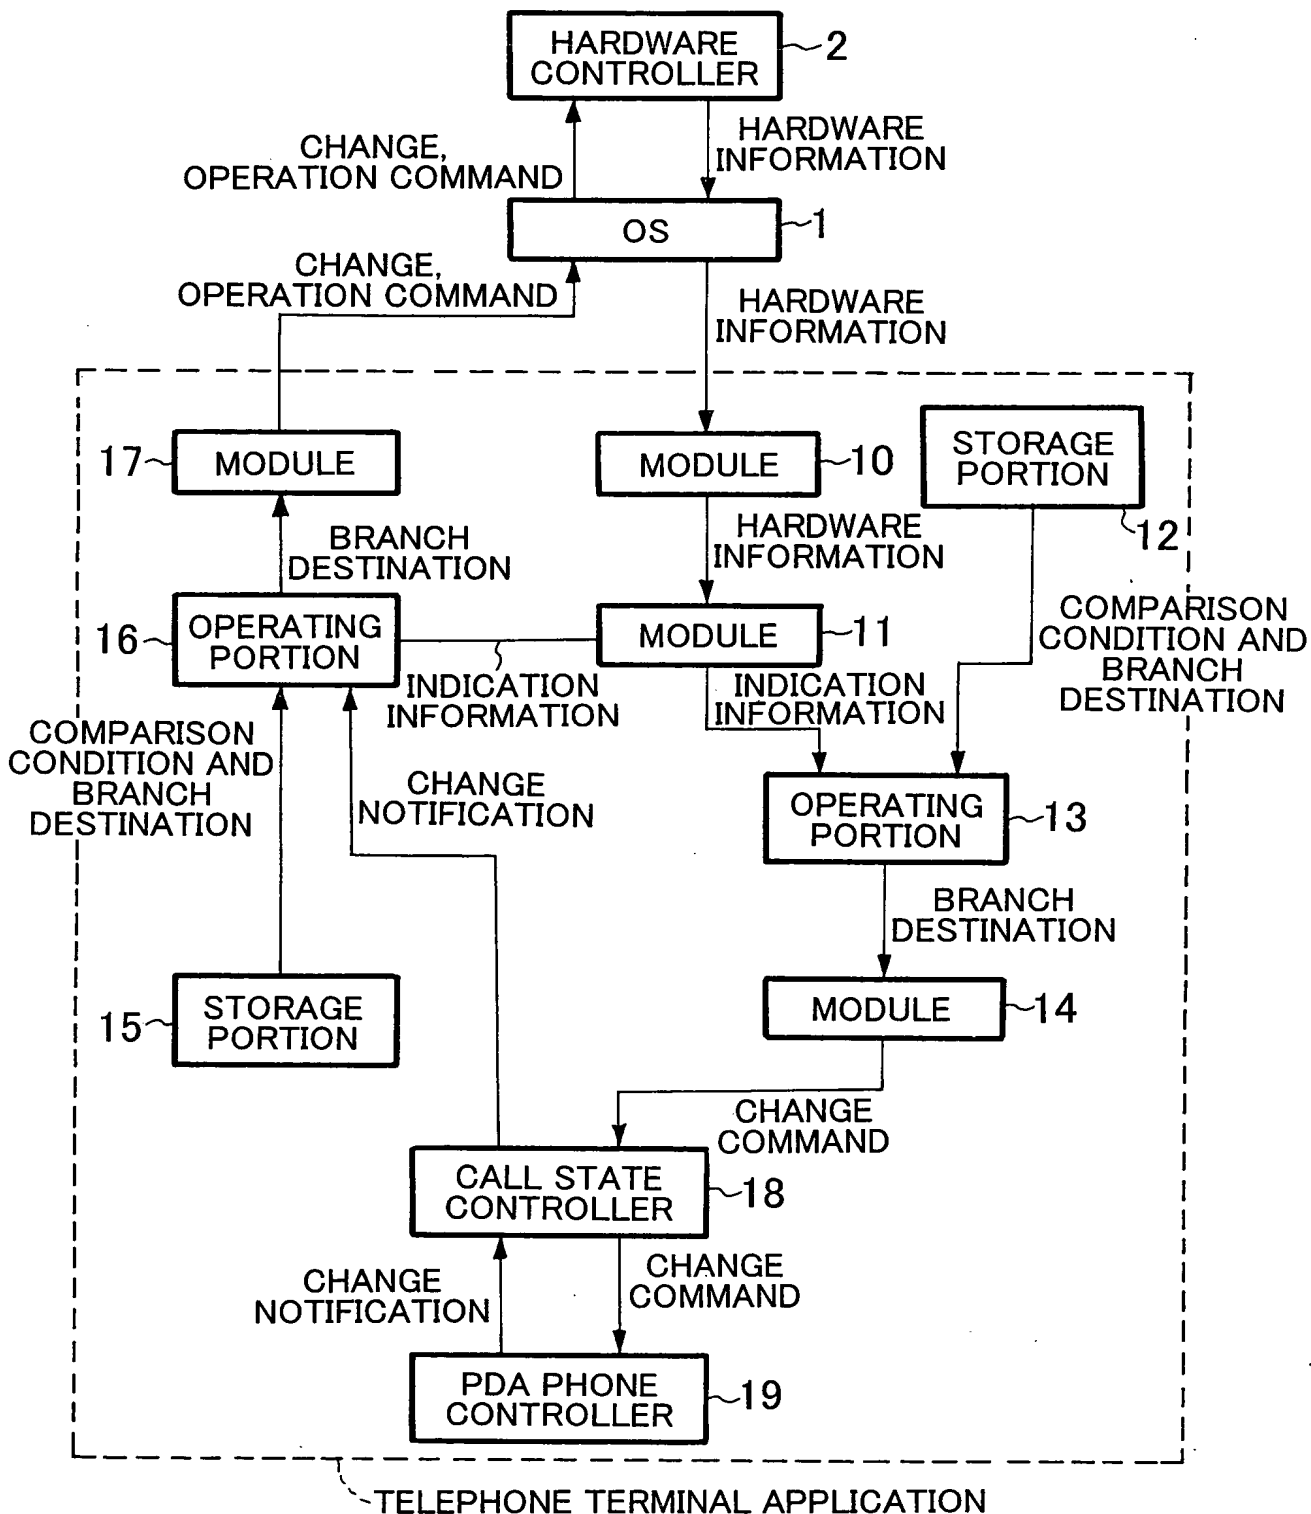 HARDWARE
CONTROLLER
2
CHANGE,
OPERATION COMMAND
HARDWARE
INFORMATION
OS
1
CHANGE,
OPERATION COMMAND
HARDWARE
INFORMATION
17
MODULE
MODULE
10
STORAGE
PORTION
12
BRANCH
DESTINATION
HARDWARE
INFORMATION
16
OPERATING
PORTION
MODULE
11
COMPARISON
CONDITION AND
BRANCH
DESTINATION
INDICATION
INFORMATION
INDICATION
INFORMATION
COMPARISON
CONDITION AND
BRANCH
DESTINATION
CHANGE
NOTIFICATION
OPERATING
PORTION
13
BRANCH
DESTINATION
15
STORAGE
PORTION
MODULE
14
CHANGE
COMMAND
CALL STATE
CONTROLLER
18
CHANGE
NOTIFICATION
CHANGE
COMMAND
PDA PHONE
CONTROLLER
19
TELEPHONE TERMINAL APPLICATION